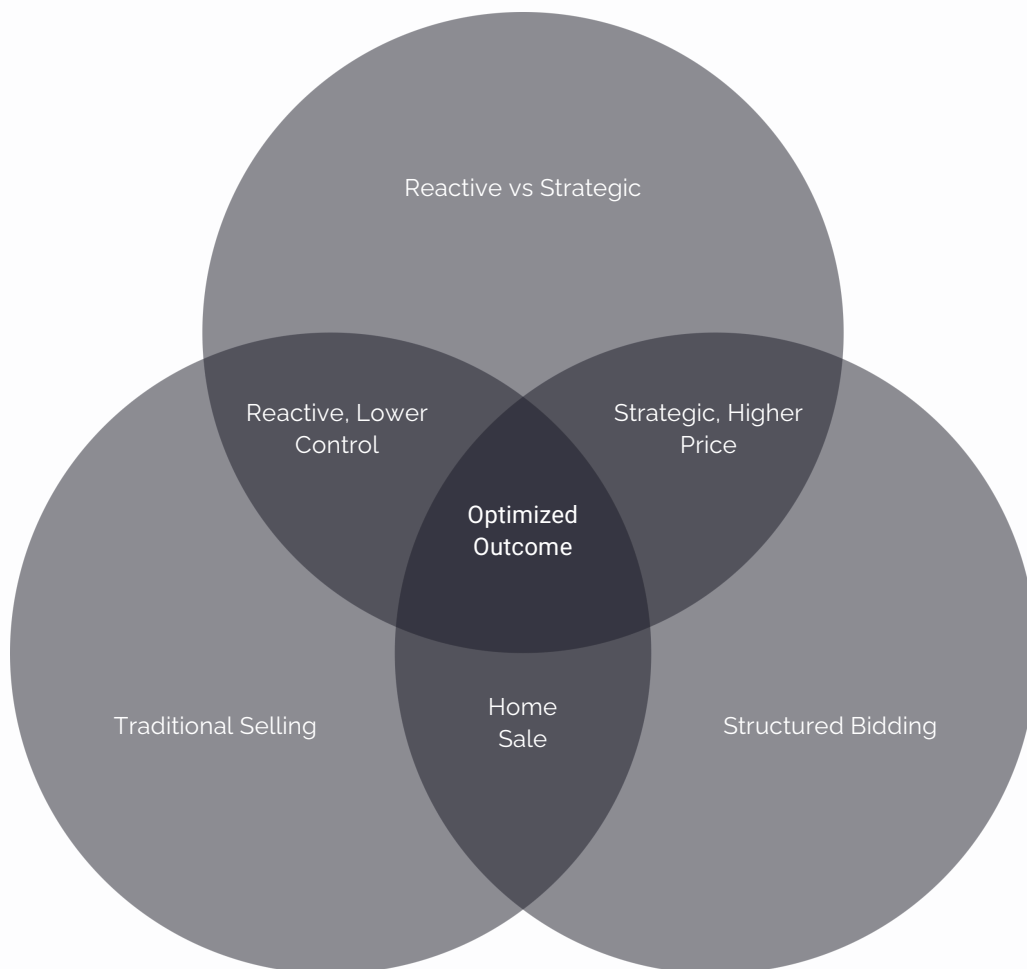 Reactive vs Strategic
Reactive, Lower
Control
Strategic, Higher
Price
Optimized
Outcome
Home
Sale
Traditional Selling
Structured Bidding